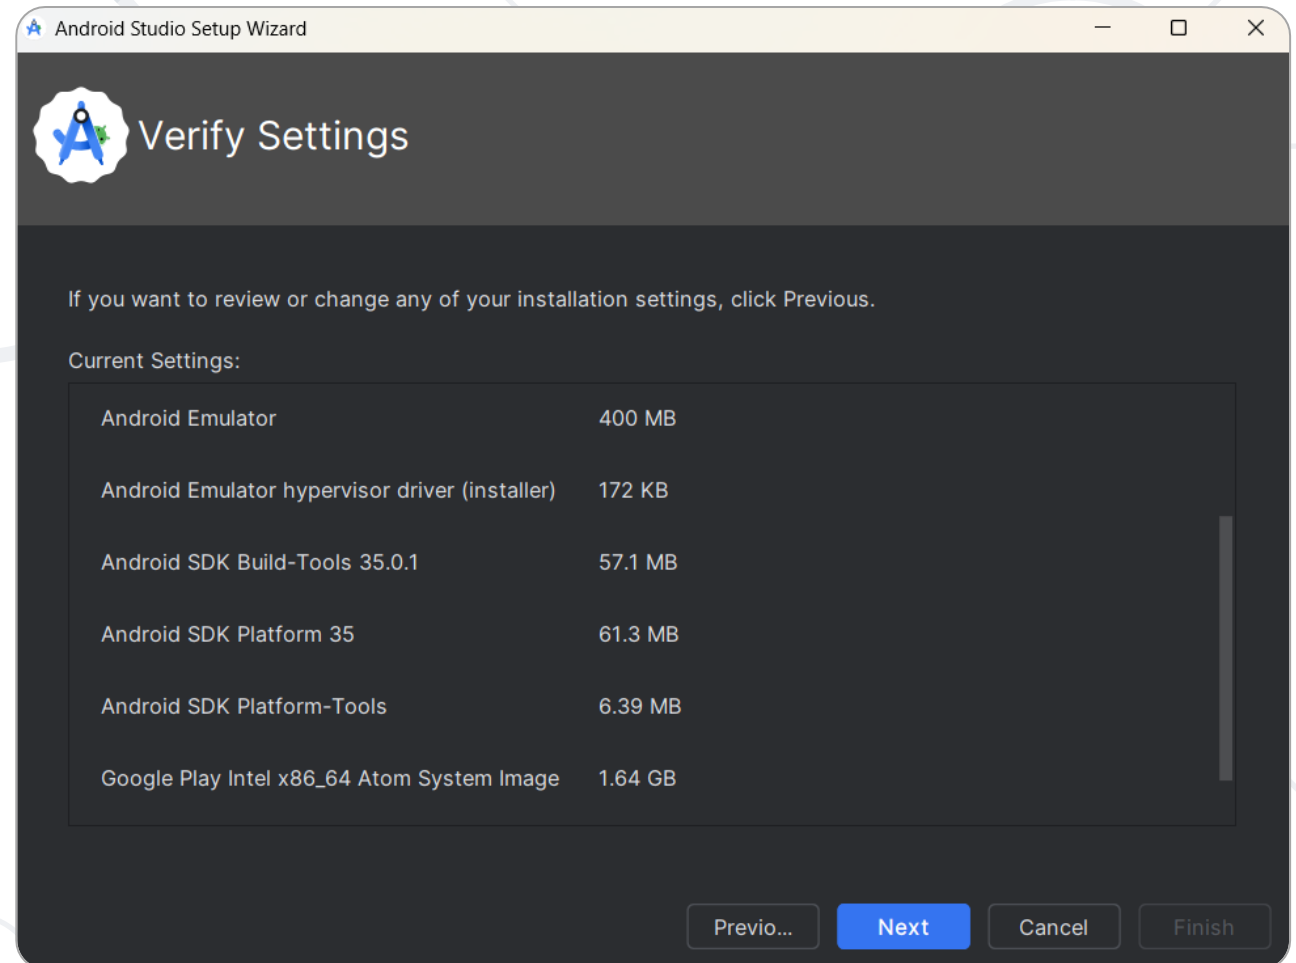 Android Studio Setup Wizard
Verify Settings
If you want to review or change any of your installation settings, click Previous.
Current Settings:
Android Emulator 400 MB
Android Emulator hypervisor driver (installer) 172 KB
Android SDK Build-Tools 35.0.1 57.1 MB
Android SDK Platform 35 61.3 MB
Android SDK Platform-Tools 6.39 MB
Google Play Intel x86_64 Atom System Image 1.64 GB
Previo... Next Cancel Finish